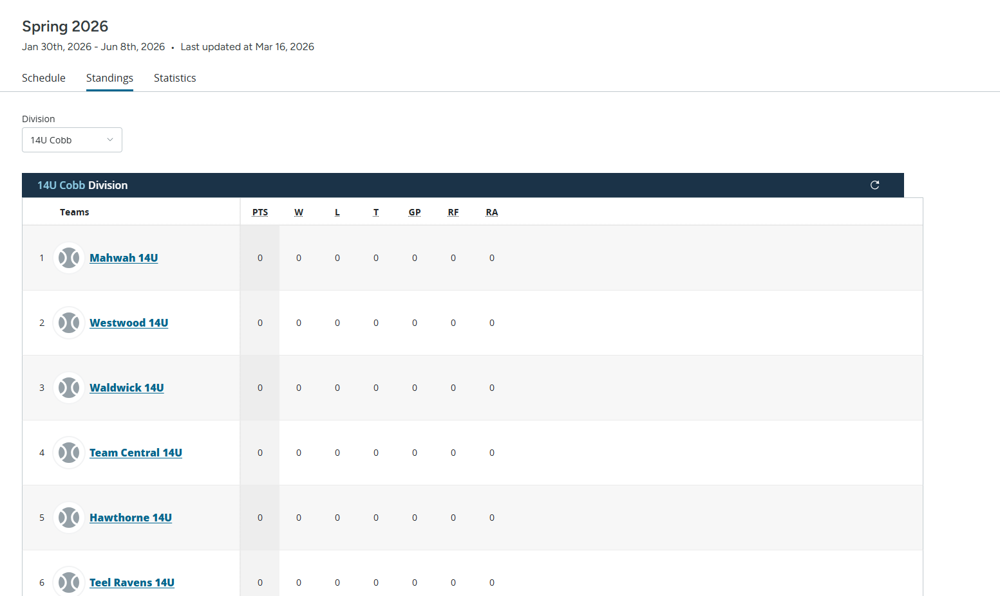 Spring 2026
Jan 30th, 2026 - Jun 8th, 2026 • Last updated at Mar 16, 2026
Schedule Standings Statistics
Division
14U Cobb
14U Cobb Division
Teams PTS W L T GP RF RA
1 Mahwah 14U 0 0 0 0 0 0 0
2 Westwood 14U 0 0 0 0 0 0 0
3 Waldwick 14U 0 0 0 0 0 0 0
4 Team Central 14U 0 0 0 0 0 0 0
5 Hawthorne 14U 0 0 0 0 0 0 0
6 Teel Ravens 14U 0 0 0 0 0 0 0